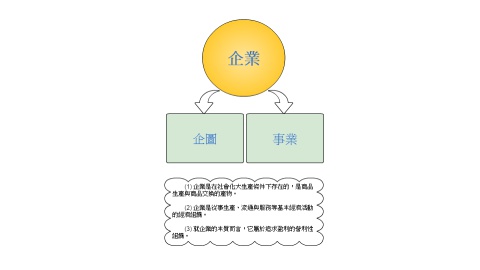 企業
企圖
事業
(1) 企業是在社會化大生產條件下存在的，是商品
生產與商品交換的產物。
(2) 企業是從事生產、流通與服務等基本經濟活動
的經濟組織。
(3) 就企業的本質而言，它屬於追求盈利的營利性
組織。